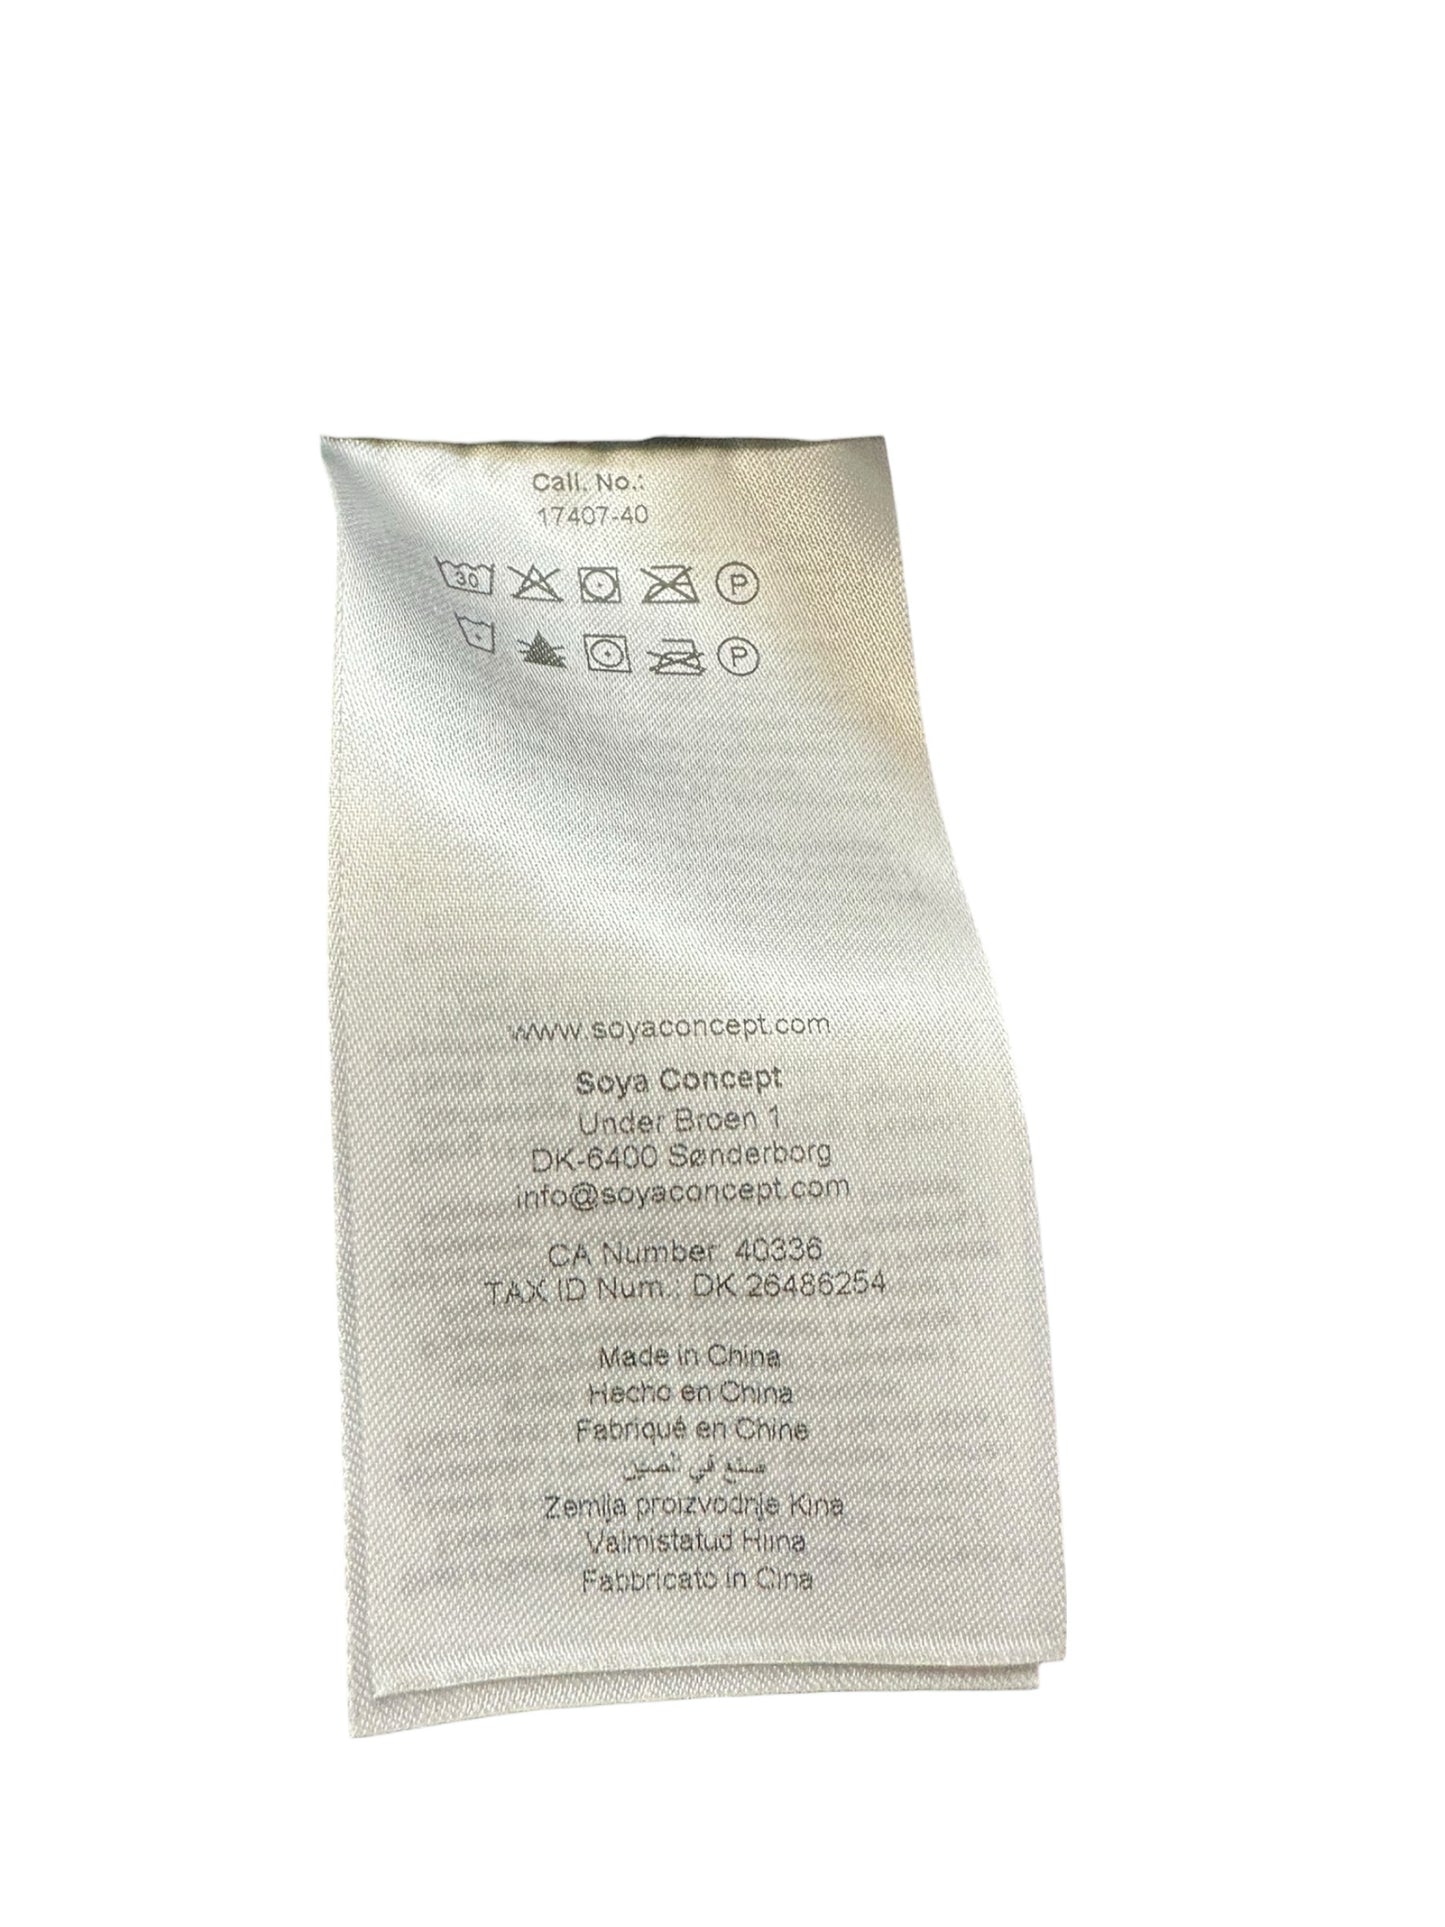 Call. No.:
17407-40
30
P
P
www.soyaconcept.com
Soya Concept
Under Broen 1
DK-6400 Sønderborg
info@soyaconcept.com
CA Number 40336
TAX ID Num.: DK 26486254
Made in China
Hecho en China
Fabriqué en Chine
صنع في الصين
Zemlja proizvodnje Kina
Valmistatud Hiina
Fabbricato in Cina